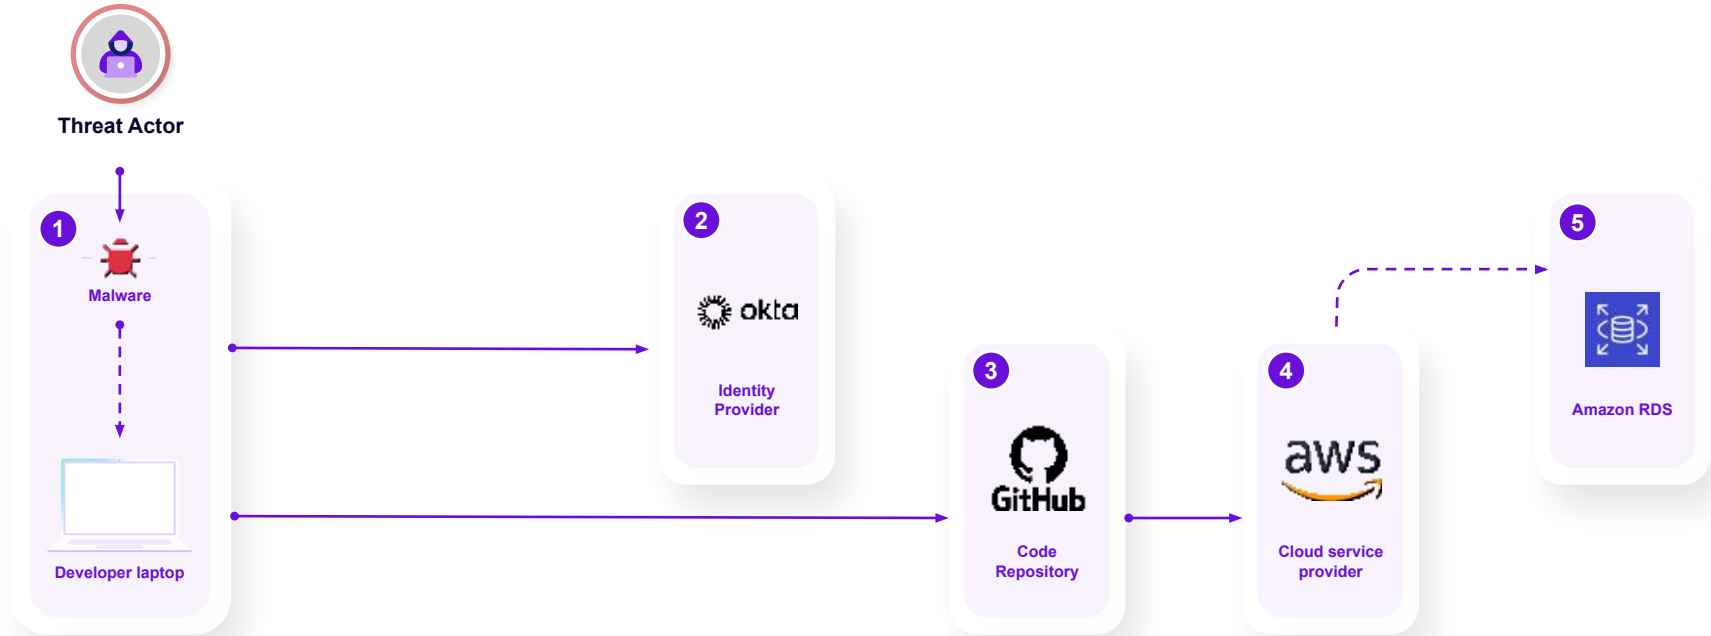 Threat Actor
1
Malware
Developer laptop
2
okta
Identity
Provider
3
GitHub
Code
Repository
4
aws
Cloud service
provider
5
Amazon RDS